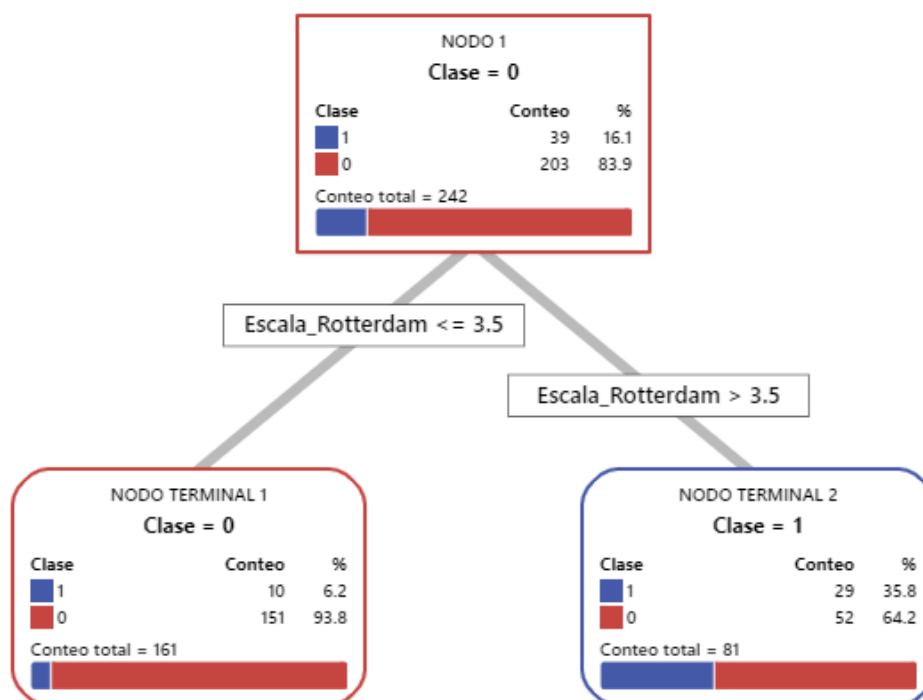 NODO 1
Clase = 0
Clase Conteo %
1 39 16.1
0 203 83.9
Conteo total = 242
Escala_Rotterdam <= 3.5
Escala_Rotterdam > 3.5
NODO TERMINAL 1
Clase = 0
Clase Conteo %
1 10 6.2
0 151 93.8
Conteo total = 161
NODO TERMINAL 2
Clase = 1
Clase Conteo %
1 29 35.8
0 52 64.2
Conteo total = 81